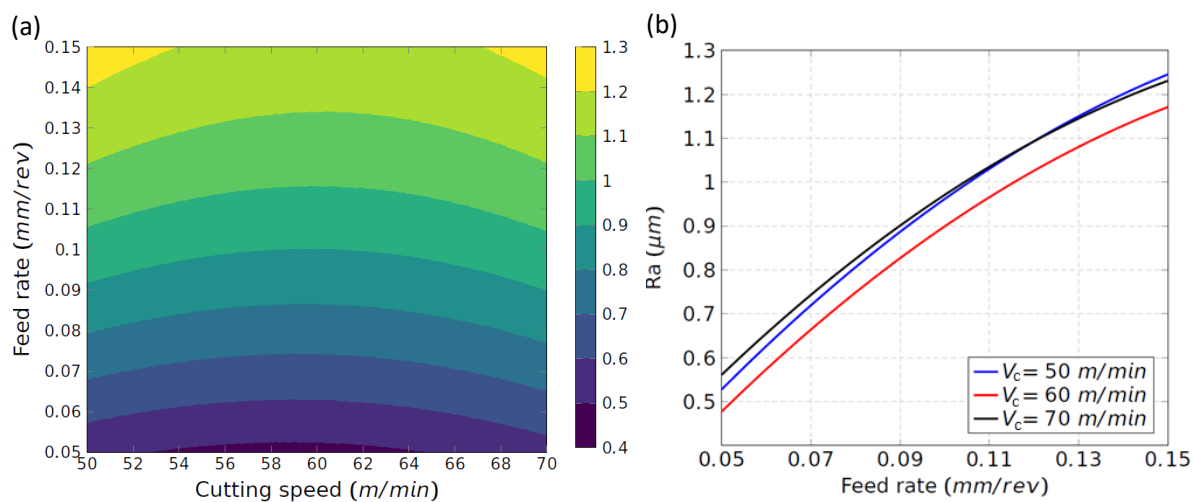 (a)
0.15
0.14
0.13
0.12
0.11
0.1
0.09
0.08
0.07
0.06
0.05
Feed rate (mm/rev)
50 52 54 56 58 60 62 64 66 68 70
Cutting speed (m/min)
1.3
1.2
1.1
1
0.9
0.8
0.7
0.6
0.5
0.4
(b)
1.3
1.2
1.1
1
0.9
0.8
0.7
0.6
0.5
Ra (μm)
Vc= 50 m/min
Vc= 60 m/min
Vc= 70 m/min
0.05 0.07 0.09 0.11 0.13 0.15
Feed rate (mm/rev)